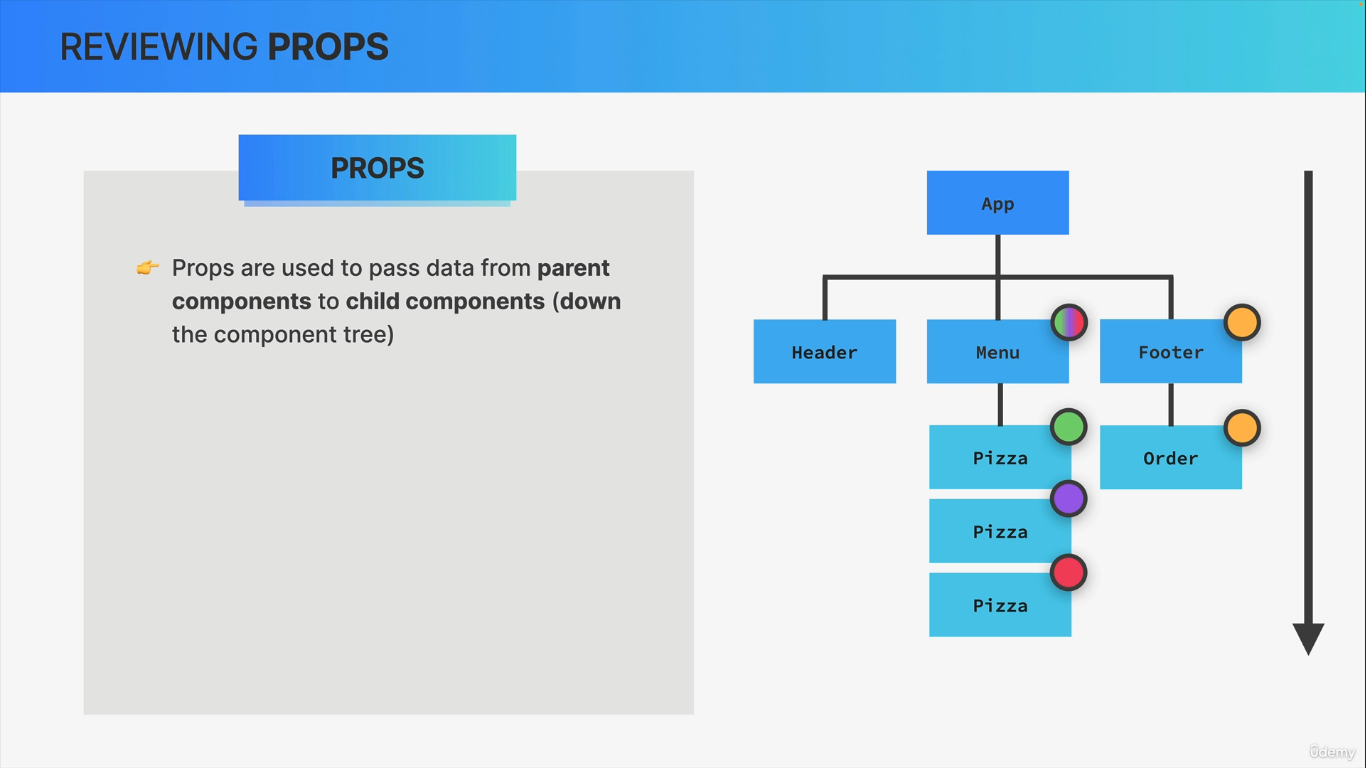 REVIEWING PROPS
PROPS
👉 Props are used to pass data from parent
components to child components (down
the component tree)
App
Header
Menu
Footer
Pizza
Order
Pizza
Pizza
ûdemy